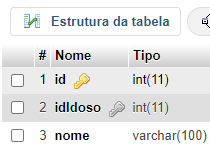 Estrutura da tabela
# Nome Tipo
1 id int(11)
2 idIdoso int(11)
3 nome varchar(100)